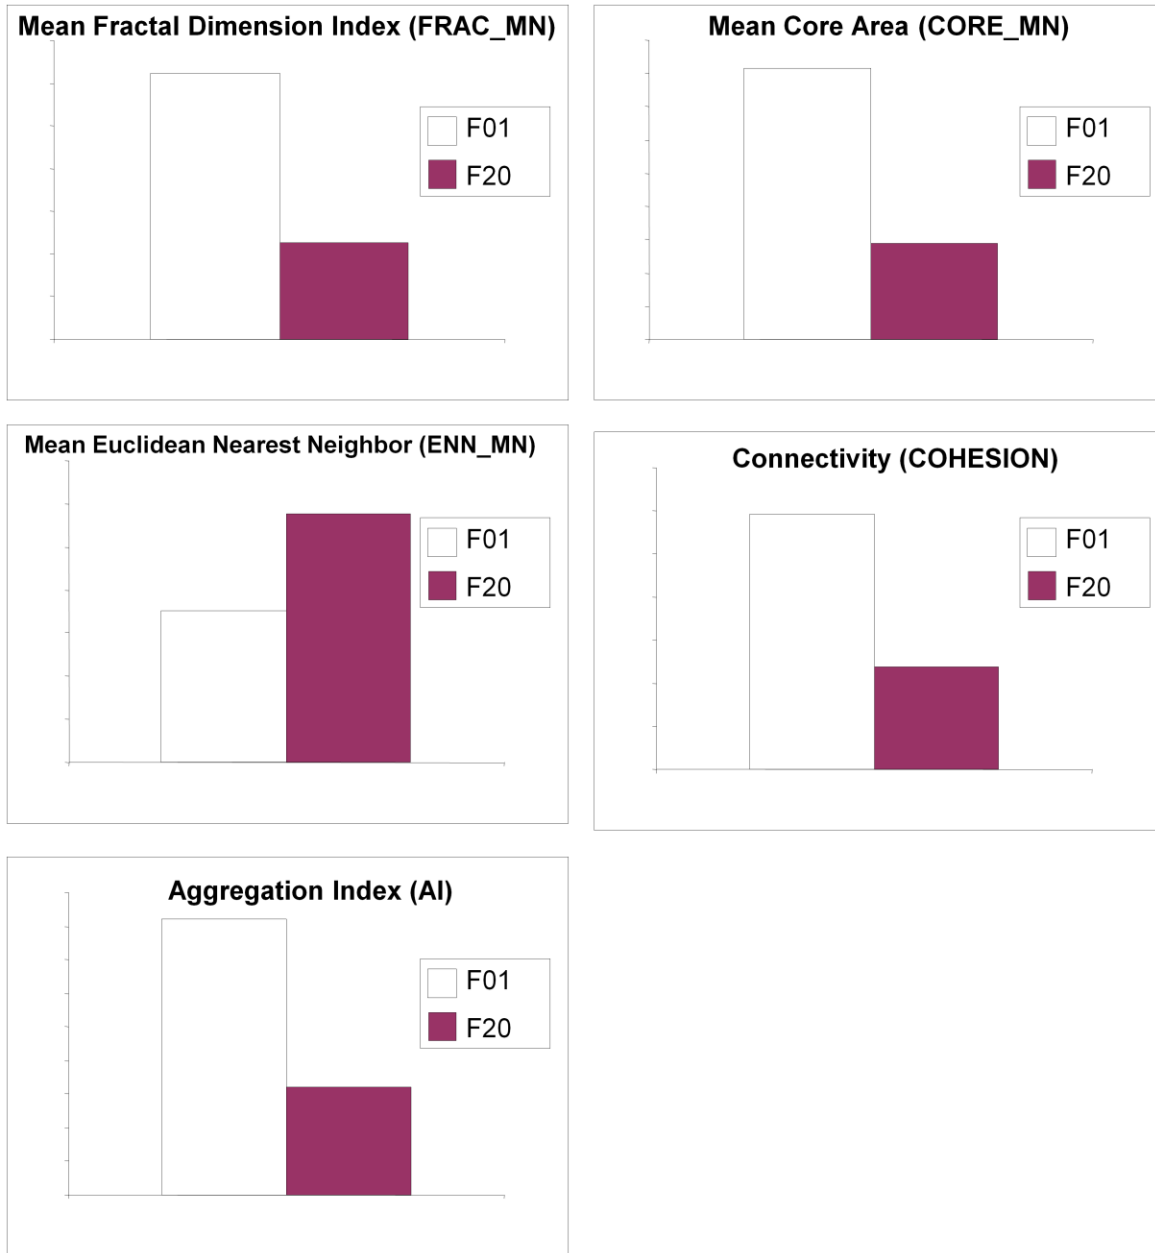 Mean Fractal Dimension Index (FRAC_MN)
F01
F20
Mean Core Area (CORE_MN)
F01
F20
Mean Euclidean Nearest Neighbor (ENN_MN)
F01
F20
Connectivity (COHESION)
F01
F20
Aggregation Index (AI)
F01
F20